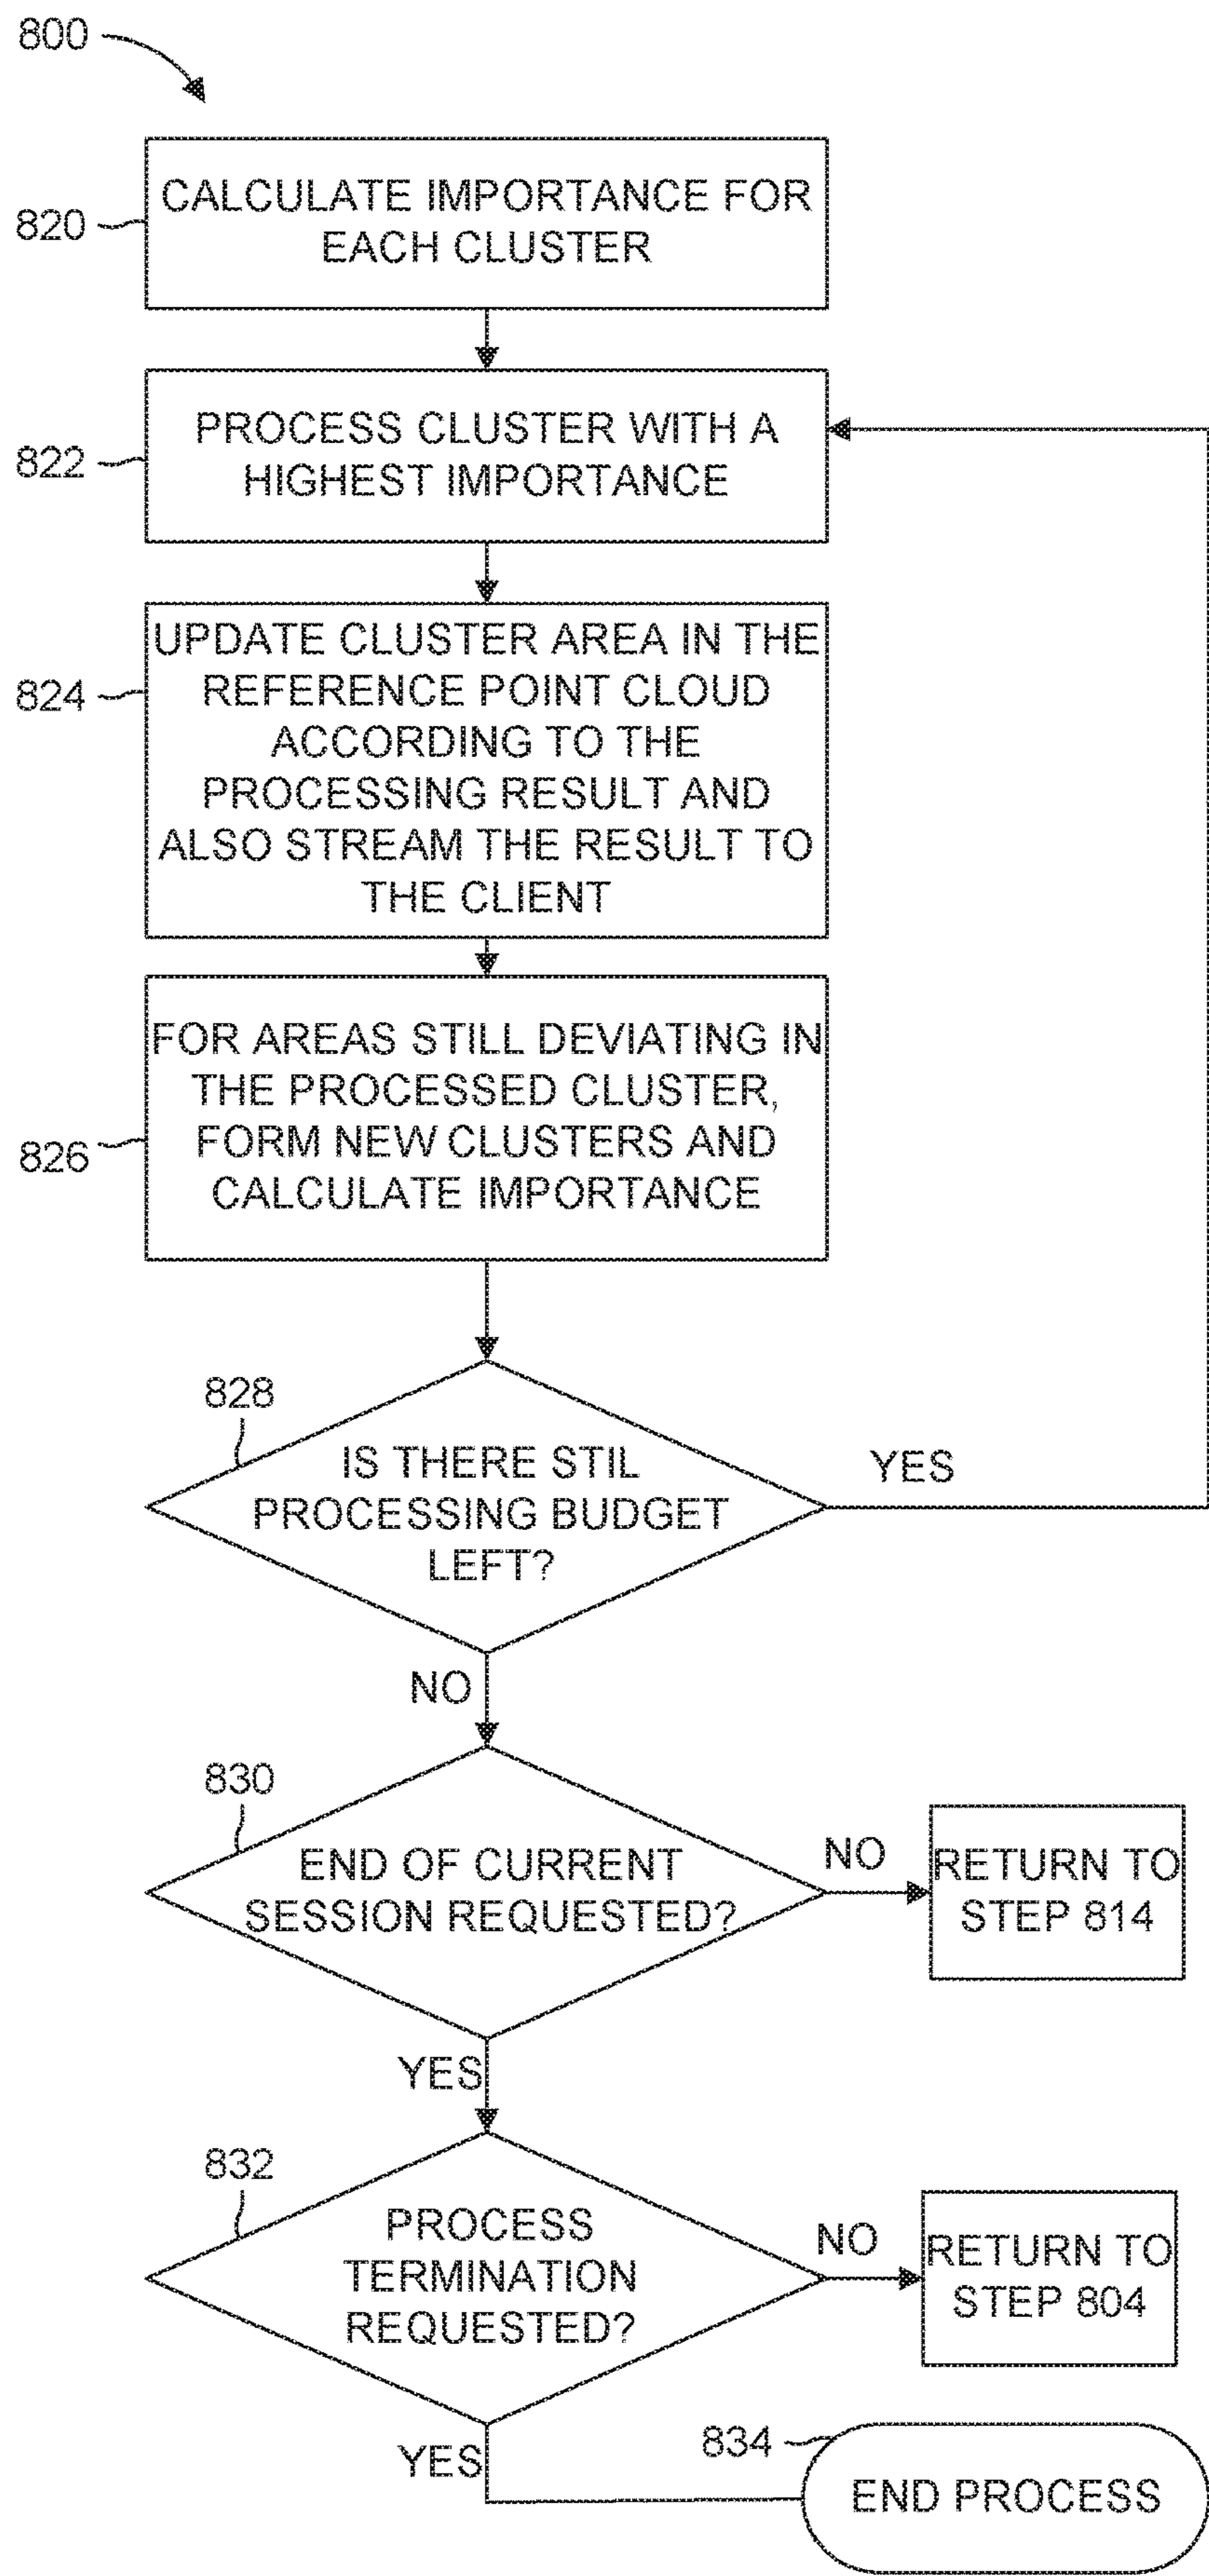 800
820
CALCULATE IMPORTANCE FOR
EACH CLUSTER
822
PROCESS CLUSTER WITH A
HIGHEST IMPORTANCE
824
UPDATE CLUSTER AREA IN THE
REFERENCE POINT CLOUD
ACCORDING TO THE
PROCESSING RESULT AND
ALSO STREAM THE RESULT TO
THE CLIENT
826
FOR AREAS STILL DEVIATING IN
THE PROCESSED CLUSTER,
FORM NEW CLUSTERS AND
CALCULATE IMPORTANCE
828
IS THERE STIL
PROCESSING BUDGET
LEFT?
YES
NO
830
END OF CURRENT
SESSION REQUESTED?
NO
RETURN TO
STEP 814
YES
832
PROCESS
TERMINATION
REQUESTED?
NO
RETURN TO
STEP 804
YES
834
END PROCESS